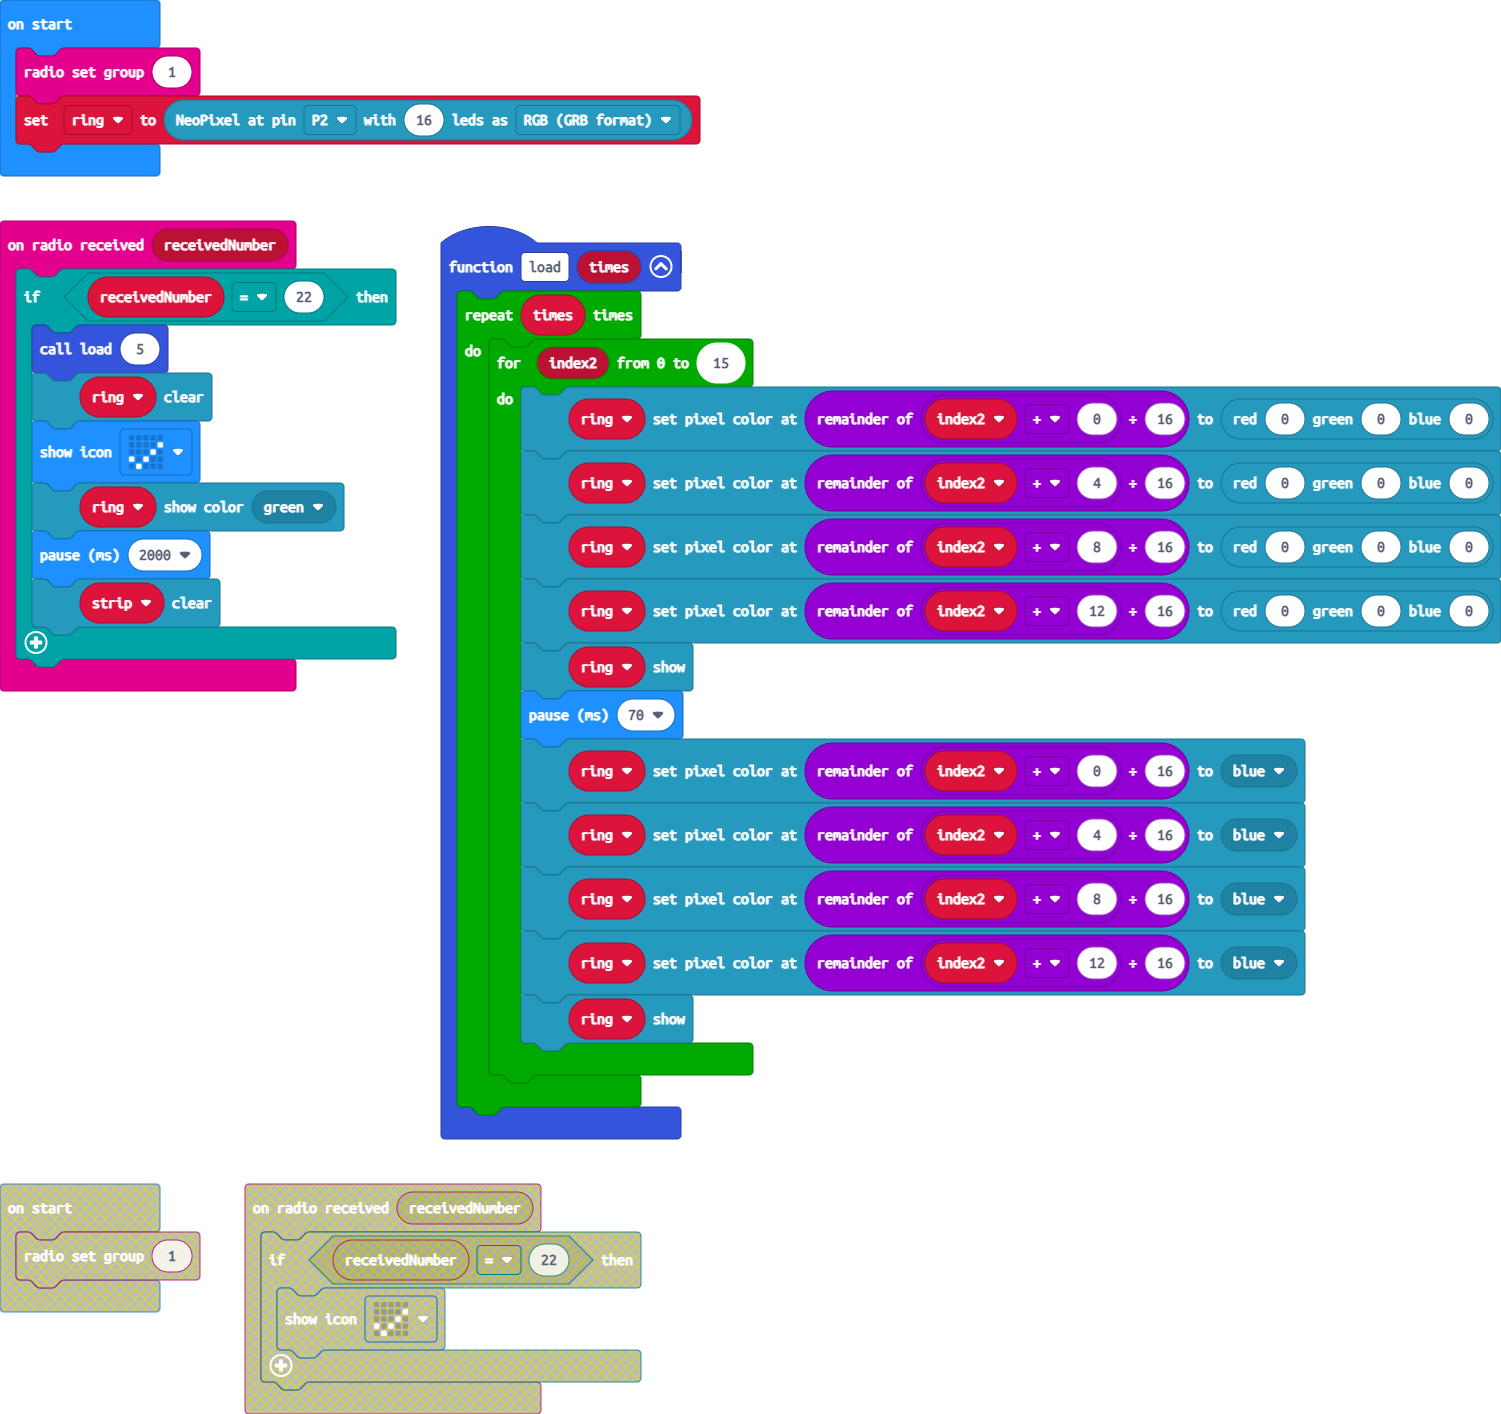 on start
radio set group 1
set ring to NeoPixel at pin P2 with 16 leds as RGB (GRB format)
on radio received receivedNumber
if receivedNumber = 22 then
call load 5
ring clear
show icon
ring show color green
pause (ms) 2000
strip clear
function load times
repeat times times
do
for index2 from 0 to 15
do
ring set pixel color at remainder of index2 + 0 ÷ 16 to red 0 green 0 blue 0
ring set pixel color at remainder of index2 + 4 ÷ 16 to red 0 green 0 blue 0
ring set pixel color at remainder of index2 + 8 ÷ 16 to red 0 green 0 blue 0
ring set pixel color at remainder of index2 + 12 ÷ 16 to red 0 green 0 blue 0
ring show
pause (ms) 70
ring set pixel color at remainder of index2 + 0 ÷ 16 to blue
ring set pixel color at remainder of index2 + 4 ÷ 16 to blue
ring set pixel color at remainder of index2 + 8 ÷ 16 to blue
ring set pixel color at remainder of index2 + 12 ÷ 16 to blue
ring show
on start
radio set group 1
on radio received receivedNumber
if receivedNumber = 22 then
show icon